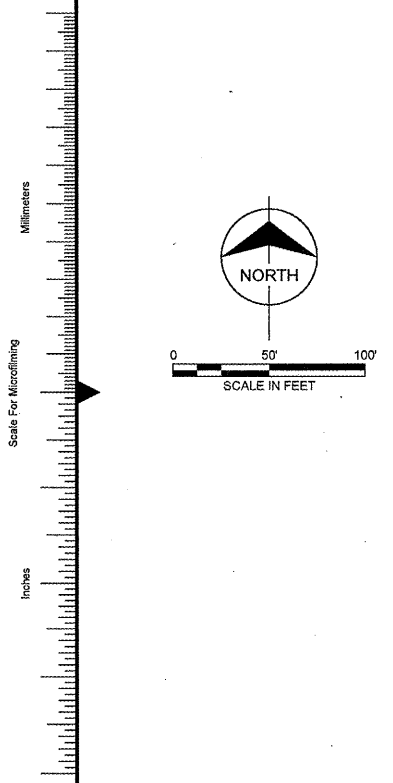 Millimeters
Scale For Microfilming
Inches
NORTH
0 50' 100'
SCALE IN FEET